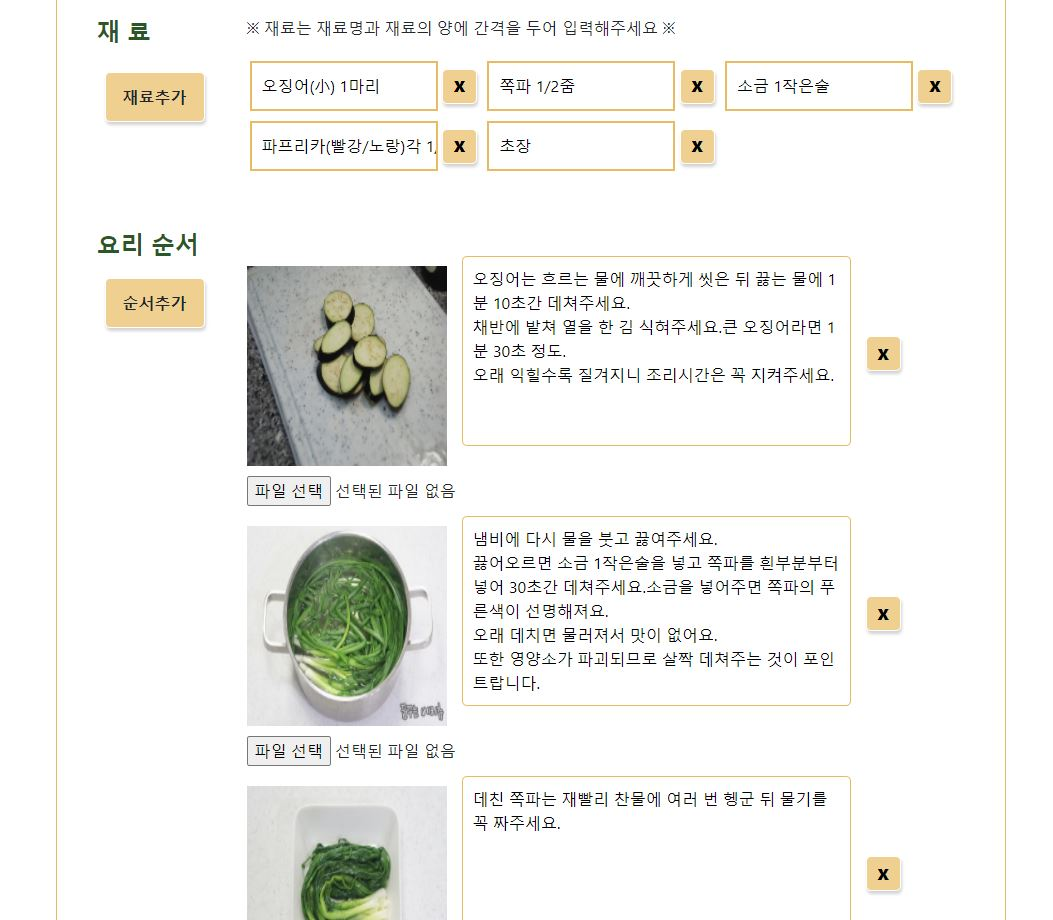 재 료
※ 재료는 재료명과 재료의 양에 간격을 두어 입력해주세요 ※
재료추가
오징어(小) 1마리 X 쪽파 1/2줌 X 소금 1작은술 X
파프리카(빨강/노랑)각 1/ X 초장 X
요리 순서
순서추가
오징어는 흐르는 물에 깨끗하게 씻은 뒤 끓는 물에 1
분 10초간 데쳐주세요.
채반에 밭쳐 열을 한 김 식혀주세요.큰 오징어라면 1
분 30초 정도.
오래 익힐수록 질겨지니 조리시간은 꼭 지켜주세요.
X
파일 선택 선택된 파일 없음
냄비에 다시 물을 붓고 끓여주세요.
끓어오르면 소금 1작은술을 넣고 쪽파를 흰부분부터
넣어 30초간 데쳐주세요.소금을 넣어주면 쪽파의 푸
른색이 선명해져요.
오래 데치면 물러져서 맛이 없어요.
또한 영양소가 파괴되므로 살짝 데쳐주는 것이 포인
트랍니다.
X
파일 선택 선택된 파일 없음
데친 쪽파는 재빨리 찬물에 여러 번 헹군 뒤 물기를
꼭 짜주세요.
X